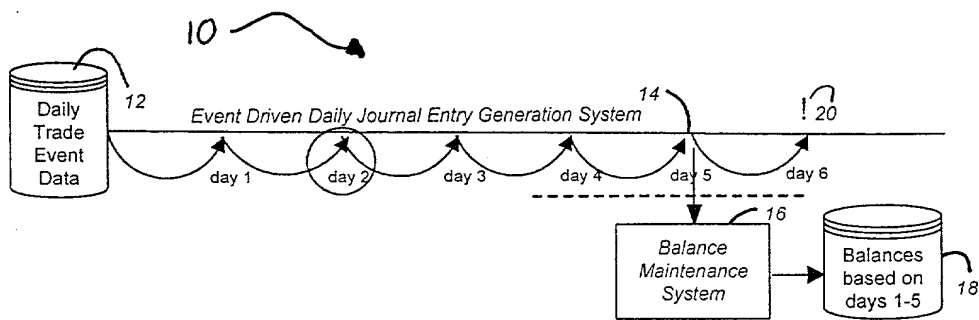 10
12
Daily
Trade
Event
Data
Event Driven Daily Journal Entry Generation System
14
! 20
day 1
day 2
day 3
day 4
day 5
day 6
16
Balance
Maintenance
System
Balances
based on
days 1-5
18